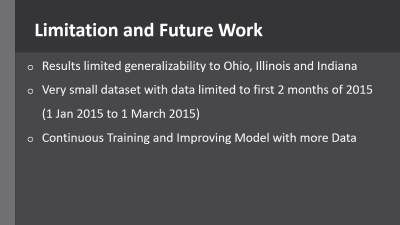 Limitation and Future Work
o Results limited generalizability to Ohio, Illinois and Indiana
o Very small dataset with data limited to first 2 months of 2015
(1 Jan 2015 to 1 March 2015)
o Continuous Training and Improving Model with more Data